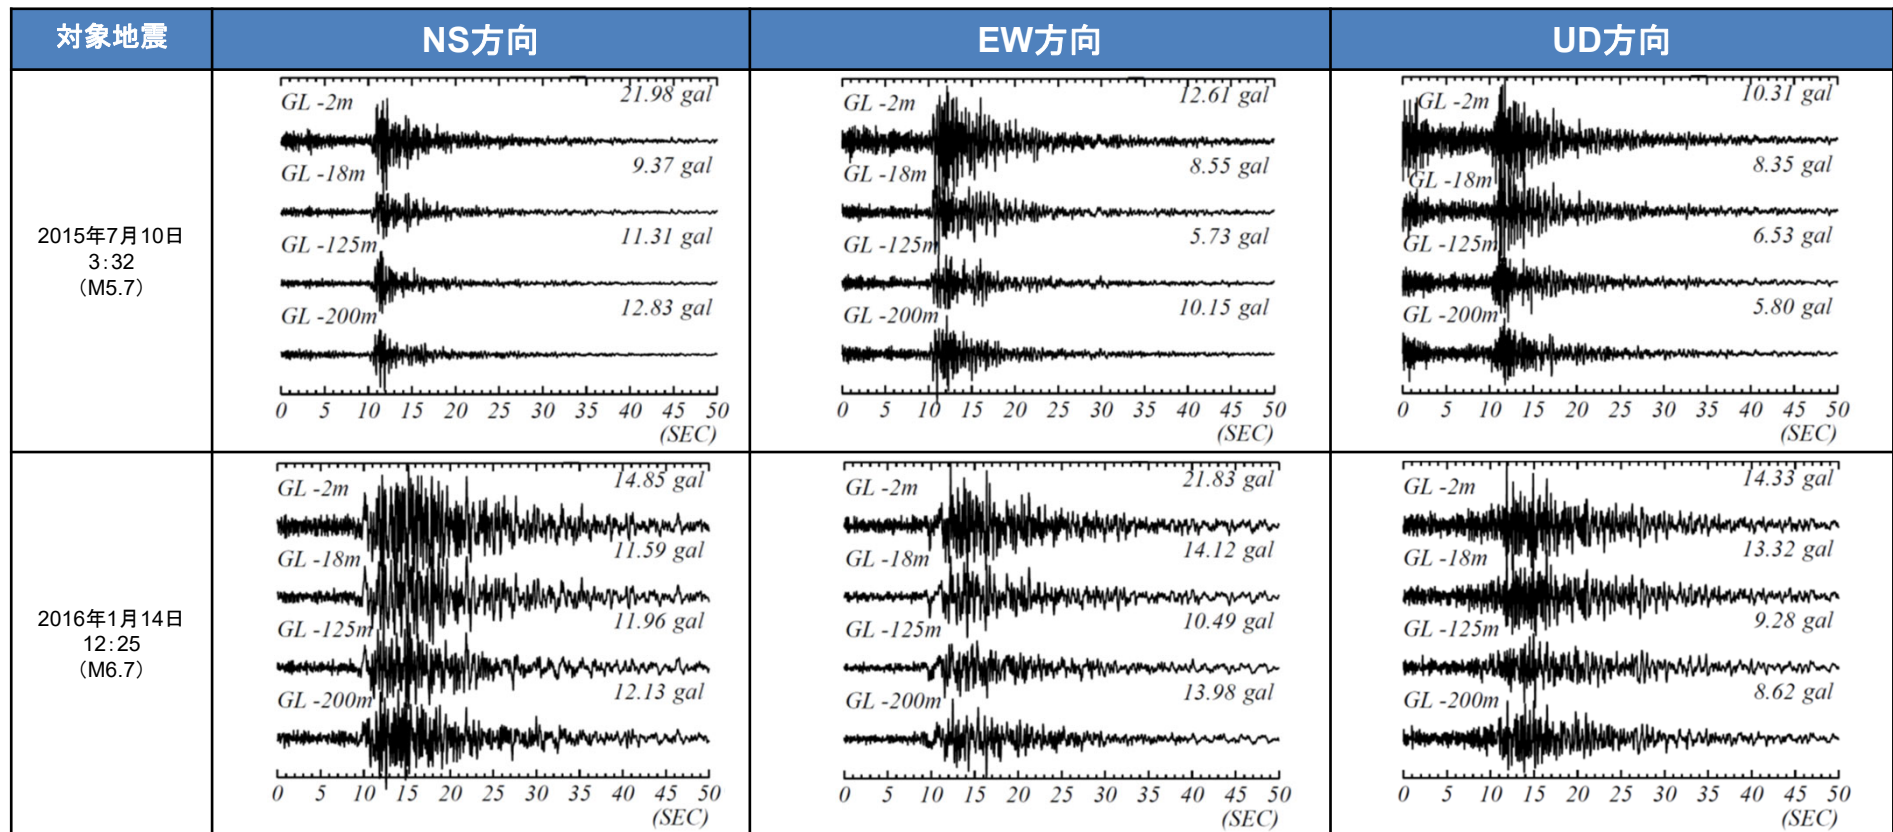 対象地震
NS方向
EW方向
UD方向
2015年7月10日
3:32
(M5.7)
GL -2m
21.98 gal
GL -18m
9.37 gal
GL -125m
11.31 gal
GL -200m
12.83 gal
0 5 10 15 20 25 30 35 40 45 50
(SEC)
GL -2m
12.61 gal
GL -18m
8.55 gal
GL -125m
5.73 gal
GL -200m
10.15 gal
0 5 10 15 20 25 30 35 40 45 50
(SEC)
GL -2m
10.31 gal
GL -18m
8.35 gal
GL -125m
6.53 gal
GL -200m
5.80 gal
0 5 10 15 20 25 30 35 40 45 50
(SEC)
2016年1月14日
12:25
(M6.7)
GL -2m
14.85 gal
GL -18m
11.59 gal
GL -125m
11.96 gal
GL -200m
12.13 gal
0 5 10 15 20 25 30 35 40 45 50
(SEC)
GL -2m
21.83 gal
GL -18m
14.12 gal
GL -125m
10.49 gal
GL -200m
13.98 gal
0 5 10 15 20 25 30 35 40 45 50
(SEC)
GL -2m
14.33 gal
GL -18m
13.32 gal
GL -125m
9.28 gal
GL -200m
8.62 gal
0 5 10 15 20 25 30 35 40 45 50
(SEC)